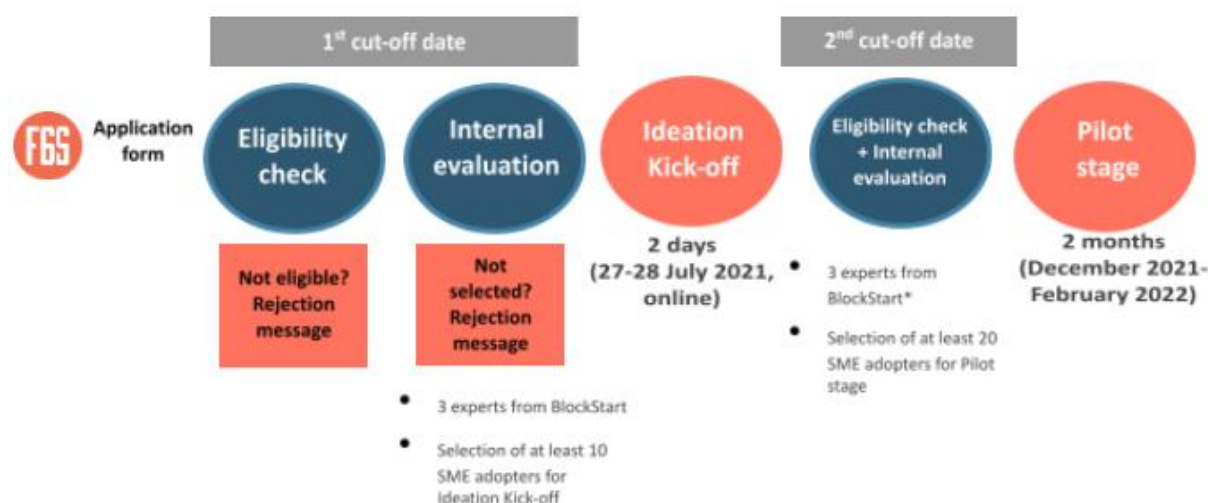 1st cut-off date
2nd cut-off date
F6S
Application
form
Eligibility
check
Internal
evaluation
Ideation
Kick-off
Eligibility check
+ Internal
evaluation
Pilot
stage
Not eligible?
Rejection
message
Not
selected?
Rejection
message
2 days
(27-28 July 2021,
online)
• 3 experts from
BlockStart*
• Selection of at least 20
SME adopters for Pilot
stage
2 months
(December 2021-
February 2022)
• 3 experts from BlockStart
• Selection of at least 10
SME adopters for
Ideation Kick-off